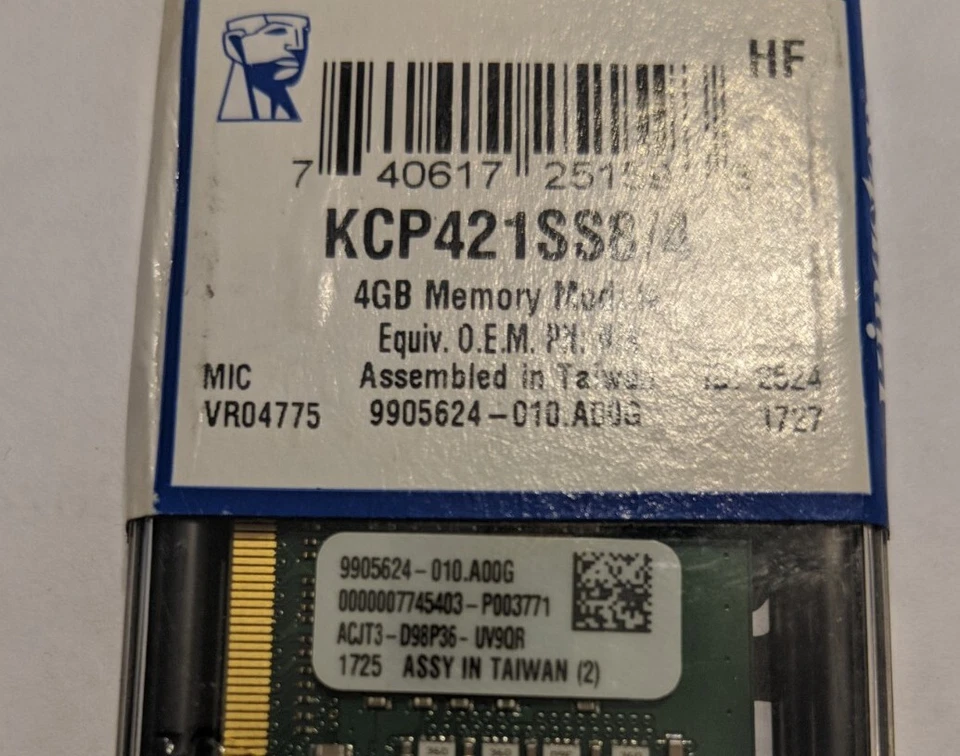 HF
7 40617
KCP421SS8/4
4GB Memory Module
Equiv. O.E.M.
MIC Assembled in Taiwan 2524
VR04775 9905624-010.A00G 1727
9905624-010.A00G
0000007745403-P003771
ACJT3-D98P36-UV9QR
1725 ASSY IN TAIWAN (2)